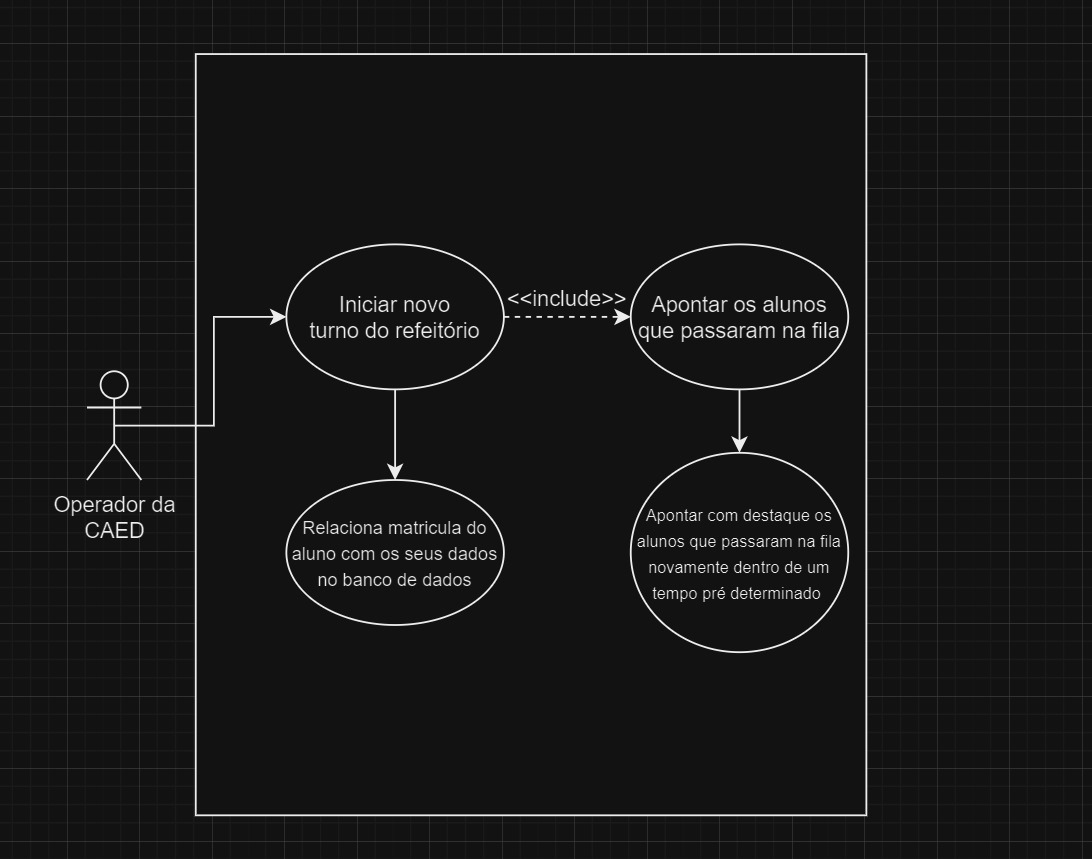 Iniciar novo
turno do refeitório
<<include>>
Apontar os alunos
que passaram na fila
Operador da
CAED
Relaciona matricula do
aluno com os seus dados
no banco de dados
Apontar com destaque os
alunos que passaram na fila
novamente dentro de um
tempo pré determinado